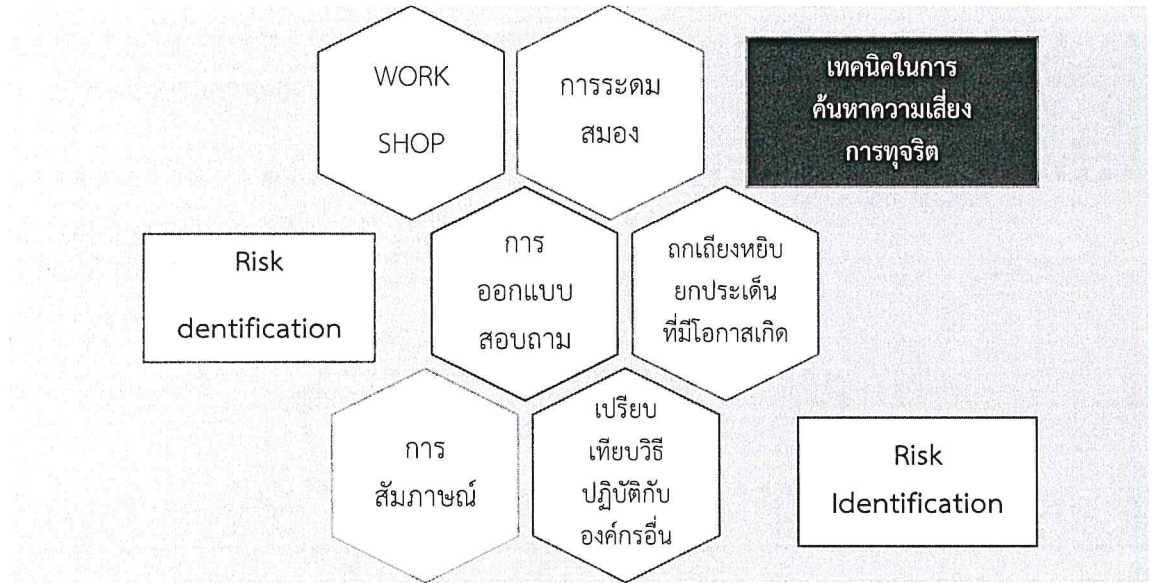 WORK
SHOP
การระดม
สมอง
เทคนิคในการ
ค้นหาความเสี่ยง
การทุจริต
Risk
dentification
การ
ออกแบบ
สอบถาม
ถกเถียงหยิบ
ยกประเด็น
ที่มีโอกาสเกิด
การ
สัมภาษณ์
เปรียบ
เทียบวิธี
ปฏิบัติกับ
องค์กรอื่น
Risk
Identification